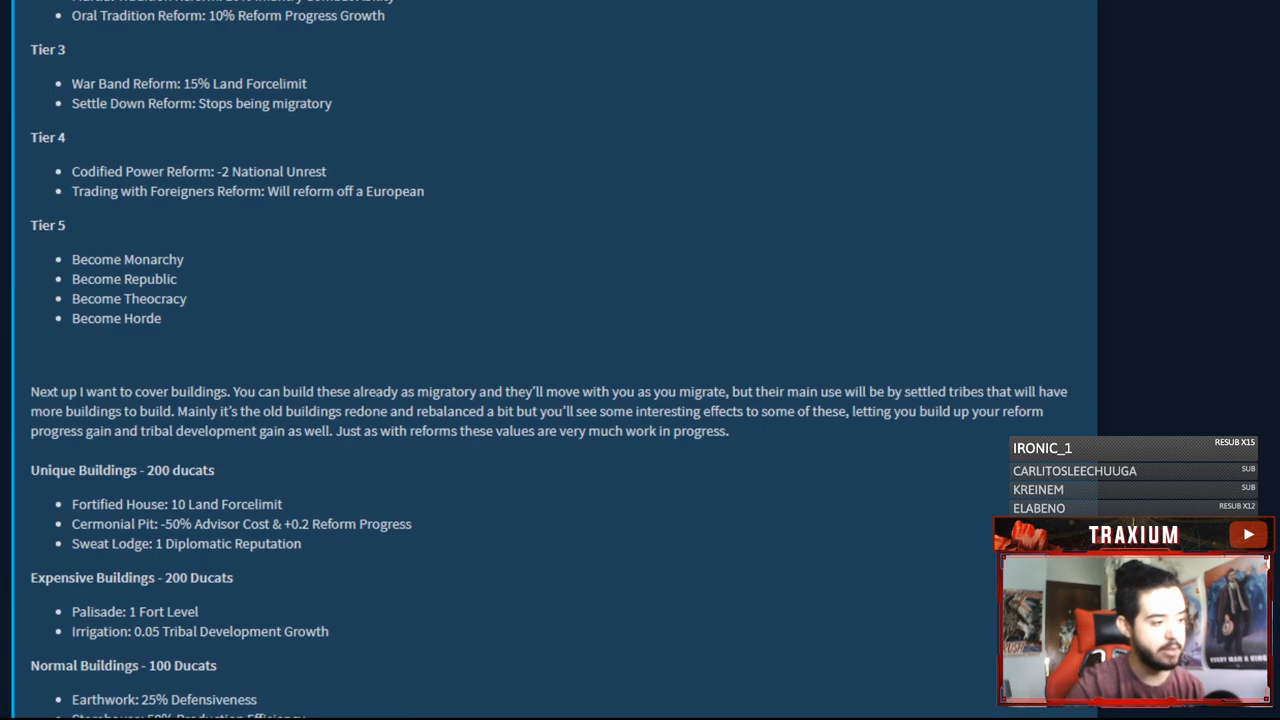 Oral Tradition Reform: 10% Reform Progress Growth
Tier 3
War Band Reform: 15% Land Forcelimit
Settle Down Reform: Stops being migratory
Tier 4
Codified Power Reform: -2 National Unrest
Trading with Foreigners Reform: Will reform off a European
Tier 5
Become Monarchy
Become Republic
Become Theocracy
Become Horde
Next up I want to cover buildings. You can build these already as migratory and they'll move with you as you migrate, but their main use will be by settled tribes that will have
more buildings to build. Mainly it's the old buildings redone and rebalanced a bit but you'll see some interesting effects to some of these, letting you build up your reform
progress gain and tribal development gain as well. Just as with reforms these values are very much work in progress.
Unique Buildings - 200 ducats
Fortified House: 10 Land Forcelimit
Cermonial Pit: -50% Advisor Cost & +0.2 Reform Progress
Sweat Lodge: 1 Diplomatic Reputation
Expensive Buildings - 200 Ducats
Palisade: 1 Fort Level
Irrigation: 0.05 Tribal Development Growth
Normal Buildings - 100 Ducats
Earthwork: 25% Defensiveness
IRONIC_1 RESUB X15
CARLITOSLEECHUUGA SUB
KREINEM SUB
ELABENO RESUB X12
TRAXIUM
EVERY MAN A KING